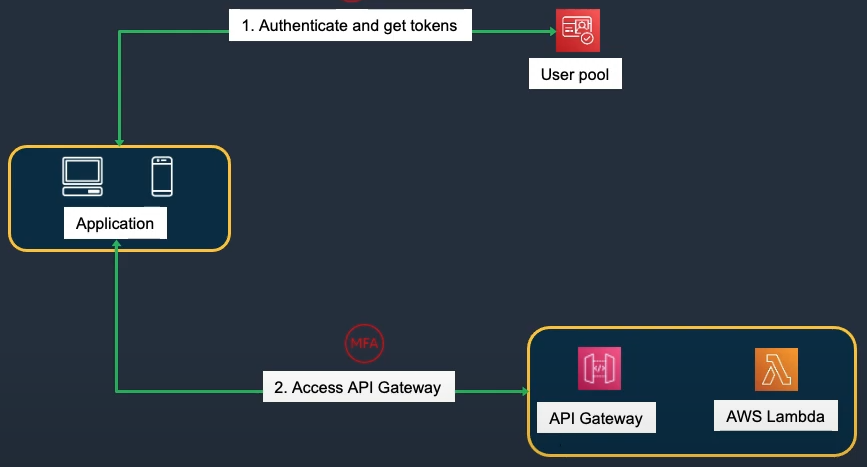 1. Authenticate and get tokens
User pool
Application
MFA
2. Access API Gateway
API Gateway
AWS Lambda